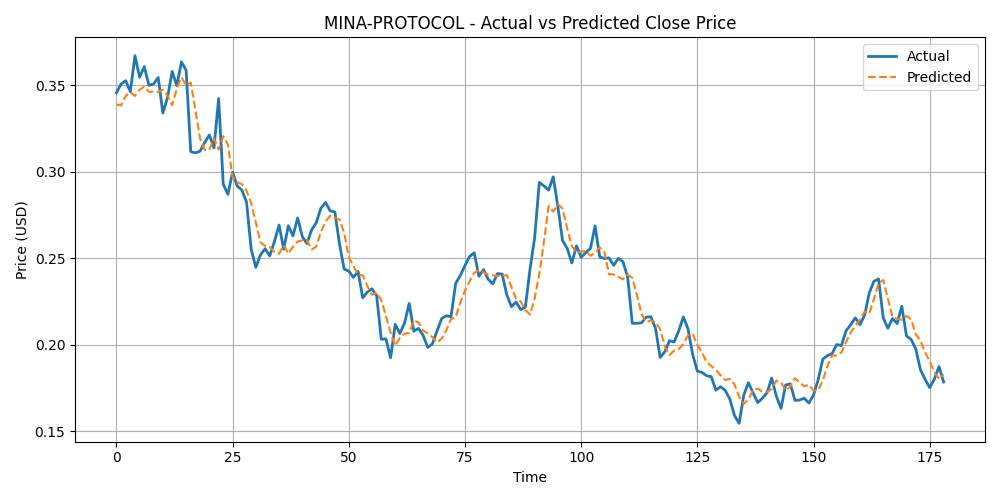 MINA-PROTOCOL - Actual vs Predicted Close Price
Actual
Predicted
Price (USD)
0.35
0.30
0.25
0.20
0.15
0 25 50 75 100 125 150 175
Time